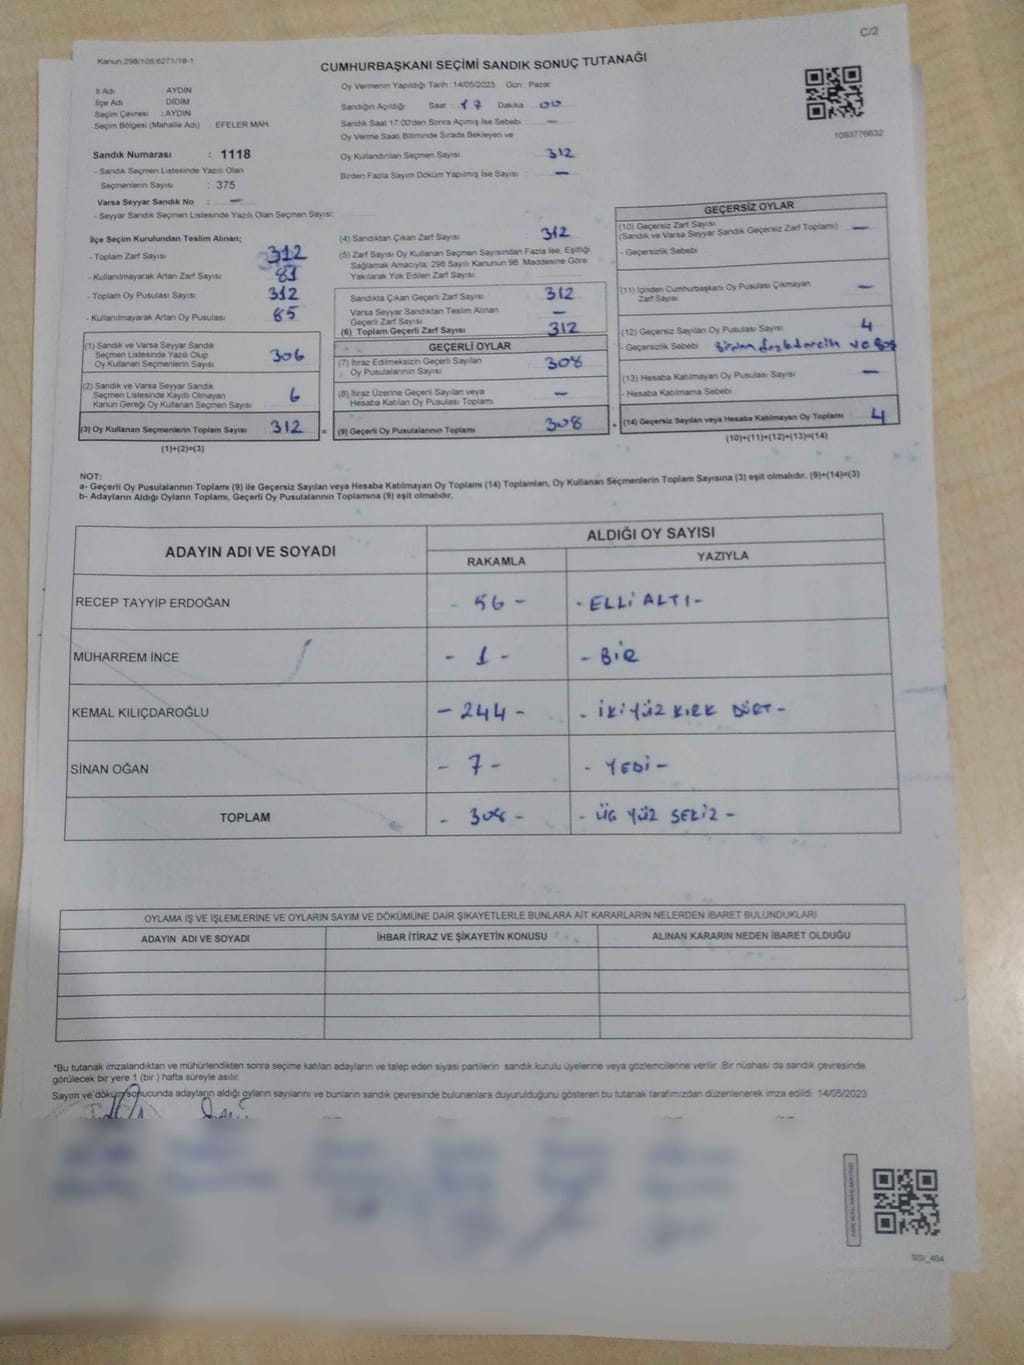 C/2
Kanun.298/105,6271/18-1
CUMHURBAŞKANI SEÇİMİ SANDIK SONUÇ TUTANAĞI
İl Adı AYDIN
İlçe Adı DİDİM
Seçim Çevresi : AYDIN
Seçim Bölgesi (Mahalle Adı) : EFELER MAH.
Sandık Numarası : 1118
- Sandık Seçmen Listesinde Yazılı Olan
Seçmenlerin Sayısı : 375
Varsa Seyyar Sandık No : -
- Seyyar Sandık Seçmen Listesinde Yazılı Olan Seçmen Sayısı:
Oy Vermenin Yapıldığı Tarih : 14/05/2023 Gün : Pazar
Sandığın Açıldığı Saat 17 Dakika 00
Sandık Saat 17:00'den Sonra Açımış İse Sebebi -
Oy Verme Saati Bitiminde Sırada Bekleyen ve
Oy Kullandırılan Seçmen Sayısı 312
Birden Fazla Sayım Döküm Yapılmış İse Sayısı : -
1093776632
İlçe Seçim Kurulundan Teslim Alınan;
- Toplam Zarf Sayısı 312
- Kullanılmayarak Artan Zarf Sayısı
- Toplam Oy Pusulası Sayısı 312
- Kullanılmayarak Artan Oy Pusulası 85
(1) Sandık ve Varsa Seyyar Sandık
Seçmen Listesinde Yazılı Olup
Oy Kullanan Seçmenlerin Sayısı 306
(2) Sandık ve Varsa Seyyar Sandık
Seçmen Listesinde Kayıtlı Olmayan
Kanun Gereği Oy Kullanan Seçmen Sayısı 6
(3) Oy Kullanan Seçmenlerin Toplam Sayısı 312 =
(1)+(2)=(3)
(4) Sandıktan Çıkan Zarf Sayısı 312
(5) Zarf Sayısı Oy Kullanan Seçmen Sayısından Fazla İse, Eşitliği
Sağlamak Amacıyla; 298 Sayılı Kanunun 98. Maddesine Göre
Yakılarak Yok Edilen Zarf Sayısı
Sandıkta Çıkan Geçerli Zarf Sayısı 312
Varsa Seyyar Sandıktan Teslim Alınan
Geçerli Zarf Sayısı -
(6) Toplam Geçerli Zarf Sayısı 312
GEÇERLİ OYLAR
(7) İtiraz Edilmeksizin Geçerli Sayılan
Oy Pusulalarının Sayısı 308
(8) İtiraz Üzerine Geçerli Sayılan veya
Hesaba Katılan Oy Pusulası Toplamı -
(9) Geçerli Oy Pusulalarının Toplamı 308 +
GEÇERSİZ OYLAR
(10) Geçersiz Zarf Sayısı
(Sandık ve Varsa Seyyar Sandık Geçersiz Zarf Toplamı) -
- Geçersizlik Sebebi
(11) İçinden Cumhurbaşkanı Oy Pusulası Çıkmayan
Zarf Sayısı -
(12) Geçersiz Sayılan Oy Pusulası Sayısı 4
- Geçersizlik Sebebi Birden fazla tercih ve Boş
(13) Hesaba Katılmayan Oy Pusulası Sayısı -
- Hesaba Katılmama Sebebi
(14) Geçersiz Sayılan veya Hesaba Katılmayan Oy Toplamı 4
(10)+(11)+(12)+(13)=(14)
NOT:
a- Geçerli Oy Pusulalarının Toplamı (9) ile Geçersiz Sayılan veya Hesaba Katılmayan Oy Toplamı (14) Toplamları, Oy Kullanan Seçmenlerin Toplam Sayısına (3) eşit olmalıdır. (9)+(14)=(3)
b- Adayların Aldığı Oyların Toplamı, Geçerli Oy Pusulalarının Toplamına (9) eşit olmalıdır.
ADAYIN ADI VE SOYADI
ALDIĞI OY SAYISI
RAKAMLA YAZIYLA
RECEP TAYYİP ERDOĞAN - 56 - - ELLİ ALTI -
MUHARREM İNCE - 1 - - BİR
KEMAL KILIÇDAROĞLU - 244 - - İKİ YÜZ KIRK DÖRT -
SİNAN OĞAN - 7 - - YEDİ -
TOPLAM - 308 - - ÜÇ YÜZ SEKİZ -
OYLAMA İŞ VE İŞLEMLERİNE VE OYLARIN SAYIM VE DÖKÜMÜNE DAİR ŞİKAYETLERLE BUNLARA AİT KARARLARIN NELERDEN İBARET BULUNDUKLARI
ADAYIN ADI VE SOYADI İHBAR İTİRAZ VE ŞİKAYETİN KONUSU ALINAN KARARIN NEDEN İBARET OLDUĞU
*Bu tutanak imzalandıktan ve mühürlendikten sonra seçime katılan adayların ve talep eden siyasi partilerin sandık kurulu üyelerine veya gözlemcilerine verilir .Bir nüshası da sandık çevresinde
görülecek bir yere 1 (bir ) hafta süreyle asılır.
Sayım ve döküm sonucunda adayların aldığı oyların sayılarını ve bunların sandık çevresinde bulunanlara duyurulduğunu gösteren bu tutanak tarafımızdan düzenlenerek imza edildi. 14/05/2023
SSI_464